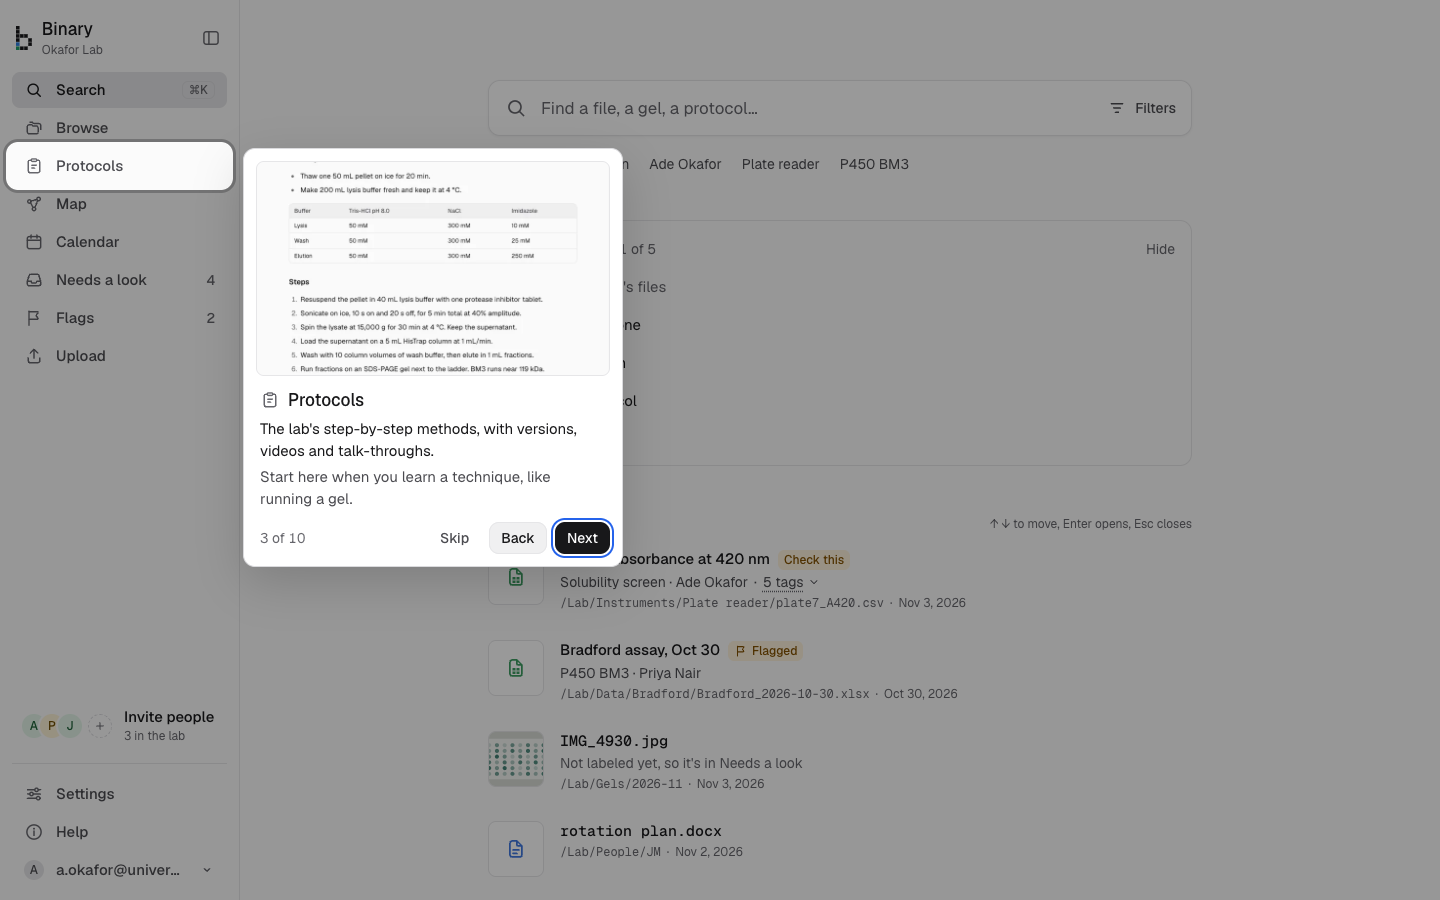 Binary
Okafor Lab
Search ⌘K
Browse
Protocols
Map
Calendar
Needs a look 4
Flags 2
Upload
A P J +
Invite people
3 in the lab
Settings
Help
A a.okafor@univer...
Find a file, a gel, a protocol...
Filters
n Ade Okafor Plate reader P450 BM3
1 of 5 Hide
's files
one
n
col
Thaw one 50 mL pellet on ice for 20 min.
Make 200 mL lysis buffer fresh and keep it at 4 °C.
Buffer Tris-HCl pH 8.0 NaCl Imidazole
Lysis 50 mM 300 mM 10 mM
Wash 50 mM 300 mM 25 mM
Elution 50 mM 300 mM 250 mM
Steps
1. Resuspend the pellet in 40 mL lysis buffer with one protease inhibitor tablet.
2. Sonicate on ice, 10 s on and 20 s off, for 5 min total at 40% amplitude.
3. Spin the lysate at 15,000 g for 30 min at 4 °C. Keep the supernatant.
4. Load the supernatant on a 5 mL HisTrap column at 1 mL/min.
5. Wash with 10 column volumes of wash buffer, then elute in 1 mL fractions.
6. Run fractions on an SDS-PAGE gel next to the ladder. BM3 runs near 119 kDa.
Protocols
The lab's step-by-step methods, with versions,
videos and talk-throughs.
Start here when you learn a technique, like
running a gel.
3 of 10 Skip Back Next
↑↓ to move, Enter opens, Esc closes
bsorbance at 420 nm Check this
Solubility screen · Ade Okafor · 5 tags
/Lab/Instruments/Plate reader/plate7_A420.csv · Nov 3, 2026
Bradford assay, Oct 30 Flagged
P450 BM3 · Priya Nair
/Lab/Data/Bradford/Bradford_2026-10-30.xlsx · Oct 30, 2026
IMG_4930.jpg
Not labeled yet, so it's in Needs a look
/Lab/Gels/2026-11 · Nov 3, 2026
rotation plan.docx
/Lab/People/JM · Nov 2, 2026